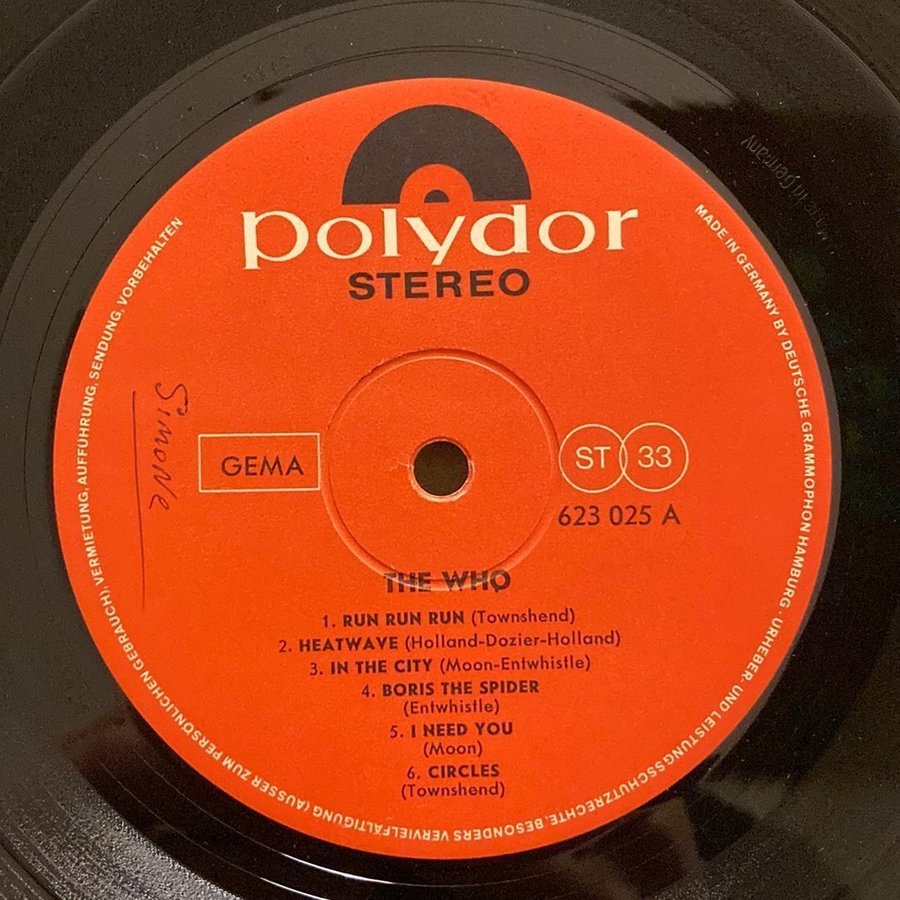 polydor
STEREO
Simone
GEMA
ST 33
623 025 A
THE WHO
1. RUN RUN RUN (Townshend)
2. HEATWAVE (Holland-Dozier-Holland)
3. IN THE CITY (Moon-Entwhistle)
4. BORIS THE SPIDER
(Entwhistle)
5. I NEED YOU
(Moon)
6. CIRCLES
(Townshend)
MADE IN GERMANY BY DEUTSCHE GRAMMOPHON HAMBURG · URHEBER- UND LEISTUNGSSCHUTZRECHTE, BESONDERS VERVIELFÄLTIGUNG (AUSSER ZUM PERSÖNLICHEN GEBRAUCH), VERMIETUNG, AUFFÜHRUNG, SENDUNG, VORBEHALTEN
in Germany